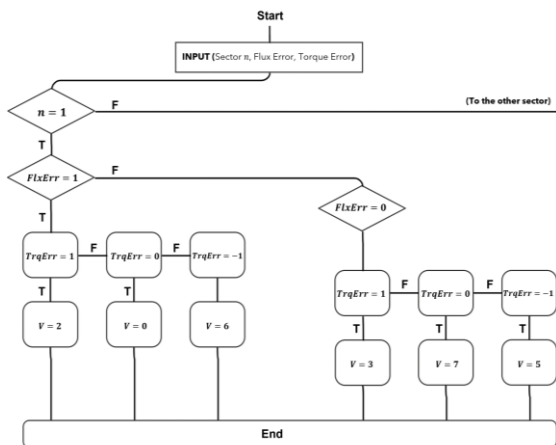 Start
INPUT (Sector n, Flux Error, Torque Error)
n = 1
F
(To the other sector)
T
FlxErr = 1
F
T
FlxErr = 0
TrqErr = 1
F
TrqErr = 0
F
TrqErr = −1
T
T
TrqErr = 1
F
TrqErr = 0
F
TrqErr = −1
V = 2
V = 0
V = 6
T
T
T
V = 3
V = 7
V = 5
End